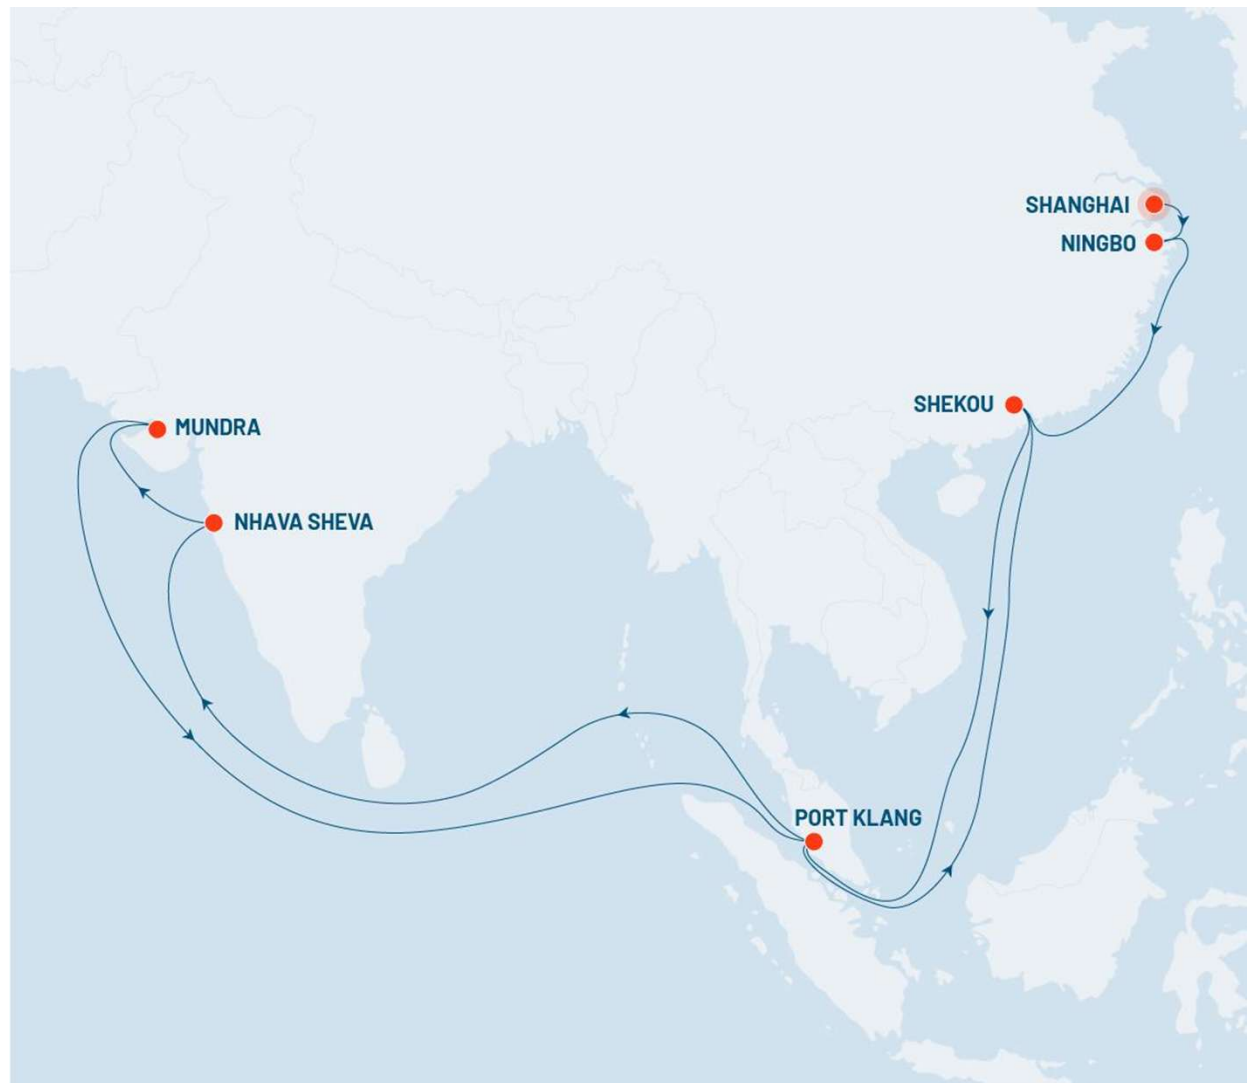 SHANGHAI
NINGBO
SHEKOU
MUNDRA
NHAVA SHEVA
PORT KLANG